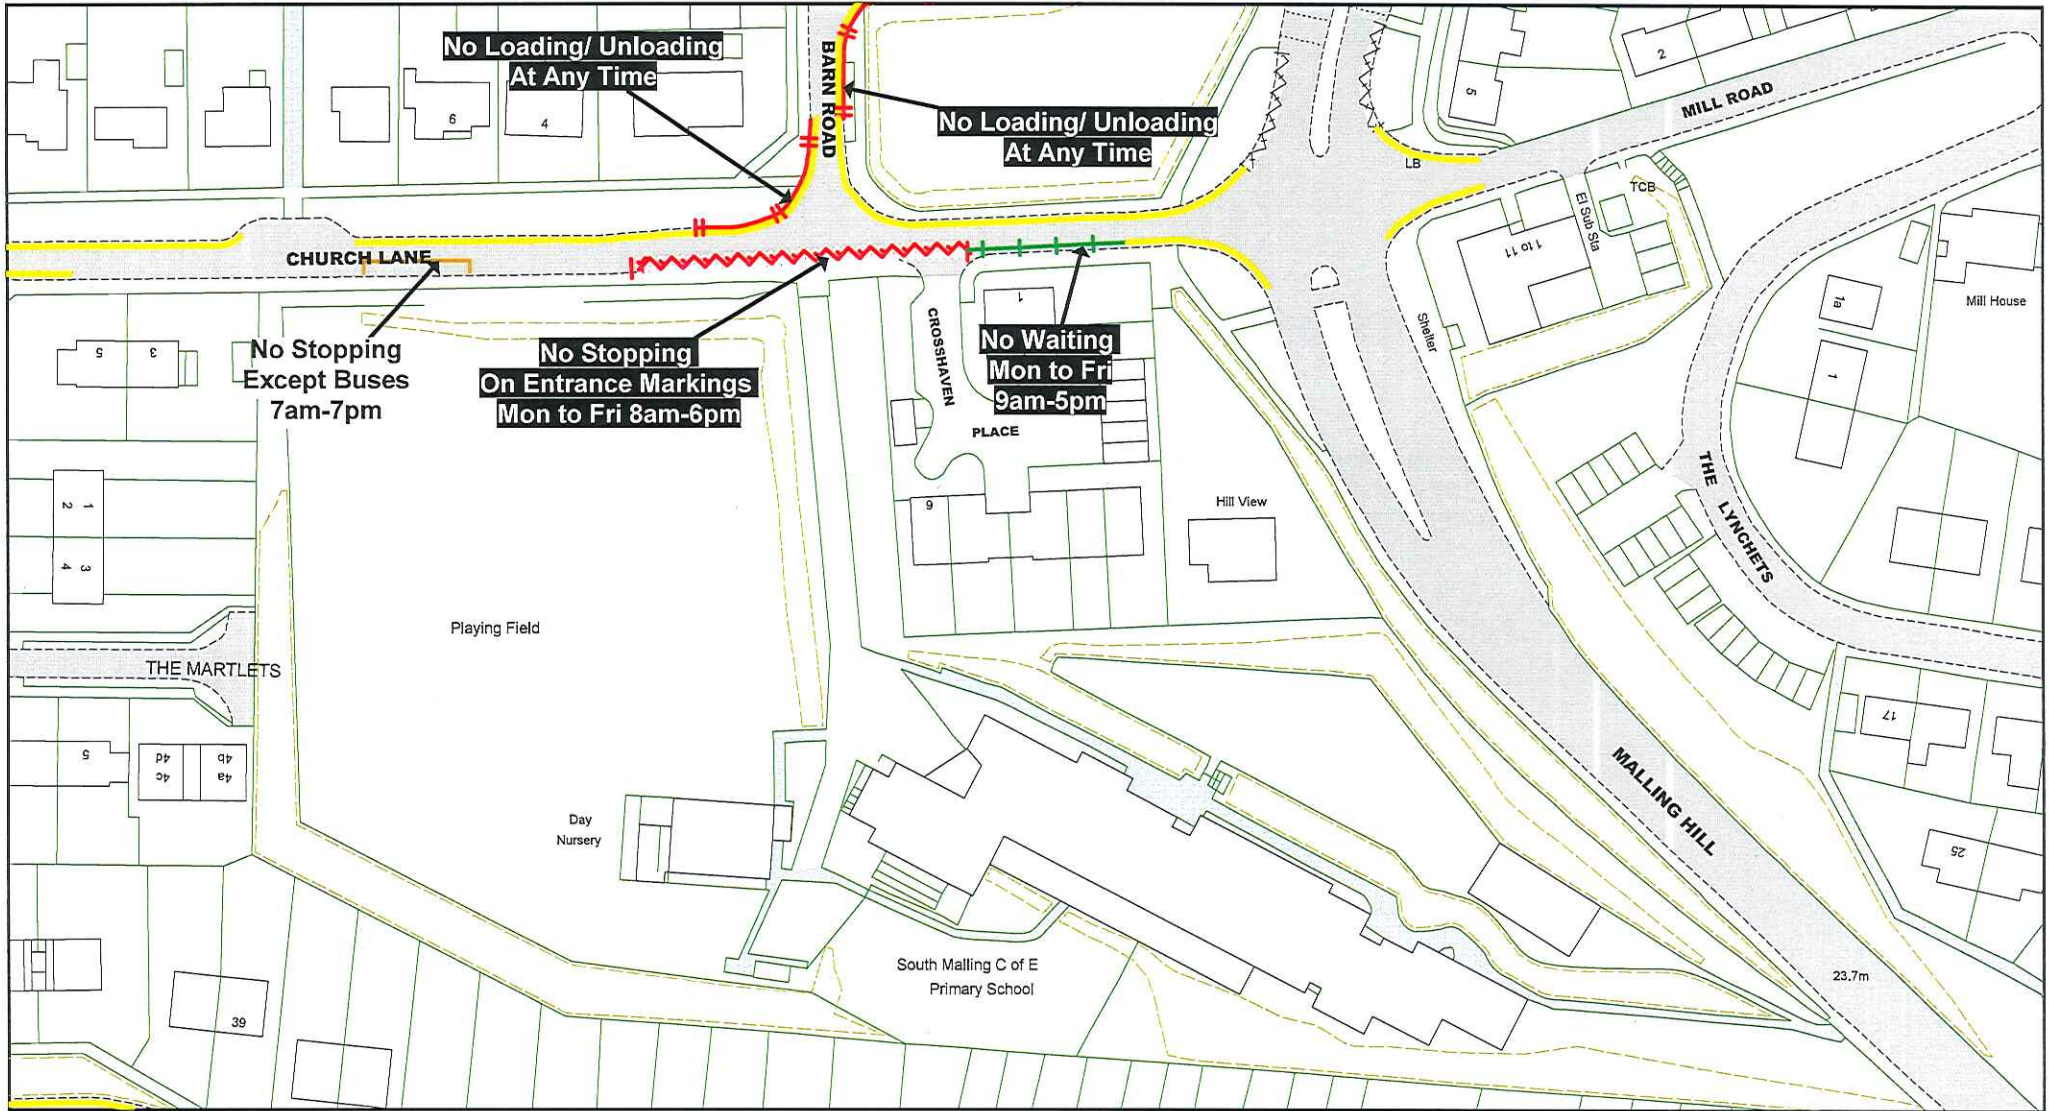 No Loading/ Unloading
At Any Time
BARN ROAD
No Loading/ Unloading
At Any Time
5
2
MILL ROAD
6
4
LB
TCB
El Sub Sta
1 to 11
CHURCH LANE
1
CROSSHAVEN
PLACE
Shelter
1a
1
Mill House
5
3
No Stopping
Except Buses
7am-7pm
No Stopping
On Entrance Markings
Mon to Fri 8am-6pm
No Waiting
Mon to Fri
9am-5pm
THE LYNCHETS
1
2
3
4
9
Hill View
Playing Field
THE MARTLETS
5
4d
4c
4b
4a
17
MALLING HILL
Day
Nursery
25
South Malling C of E
Primary School
23.7m
39